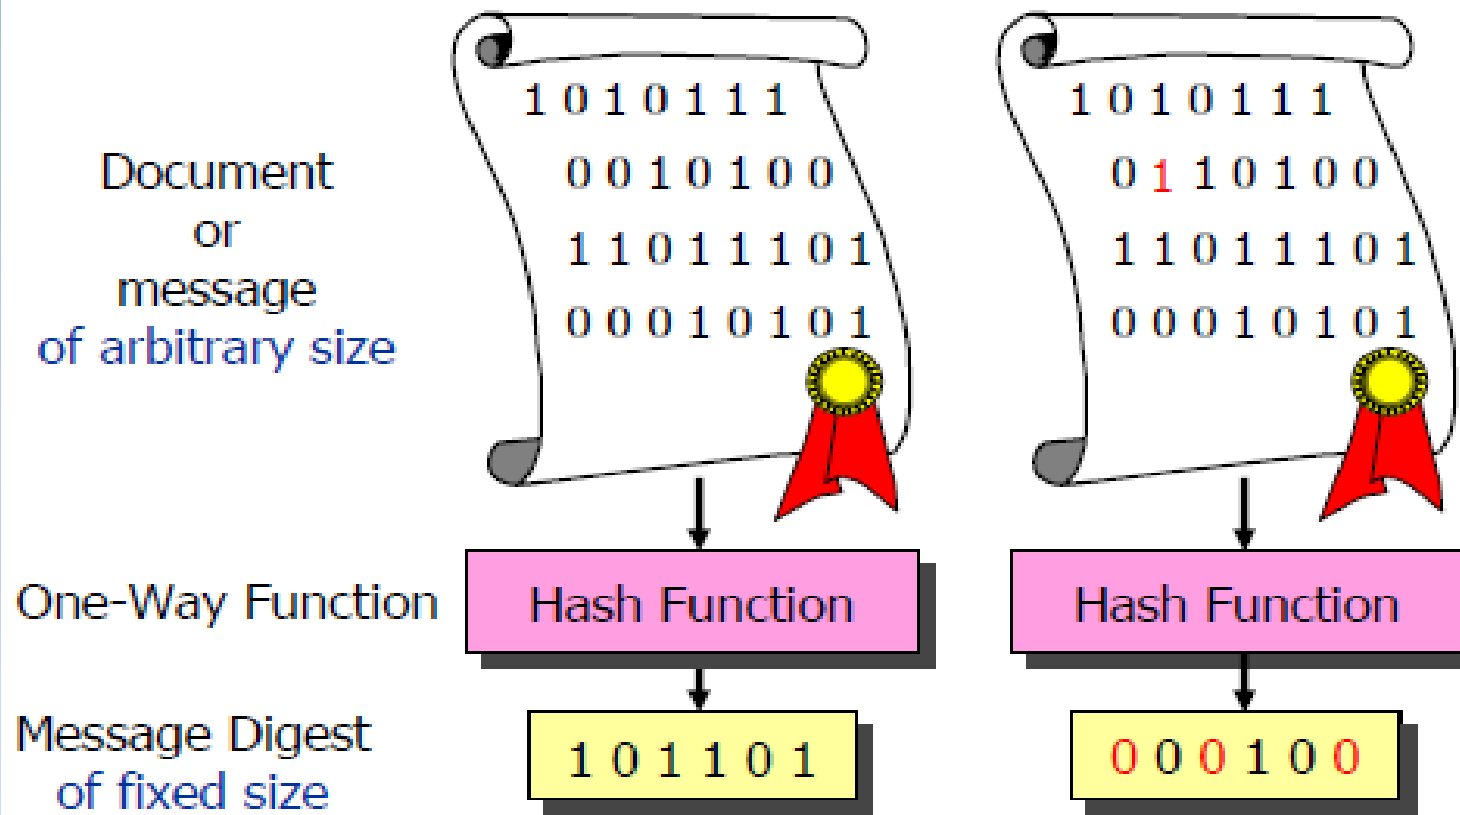 Document
or
message
of arbitrary size
1 0 1 0 1 1 1
0 0 1 0 1 0 0
1 1 0 1 1 1 0 1
0 0 0 1 0 1 0 1
1 0 1 0 1 1 1
0 1 1 0 1 0 0
1 1 0 1 1 1 0 1
0 0 0 1 0 1 0 1
One-Way Function
Hash Function
Hash Function
Message Digest
of fixed size
1 0 1 1 0 1
0 0 0 1 0 0